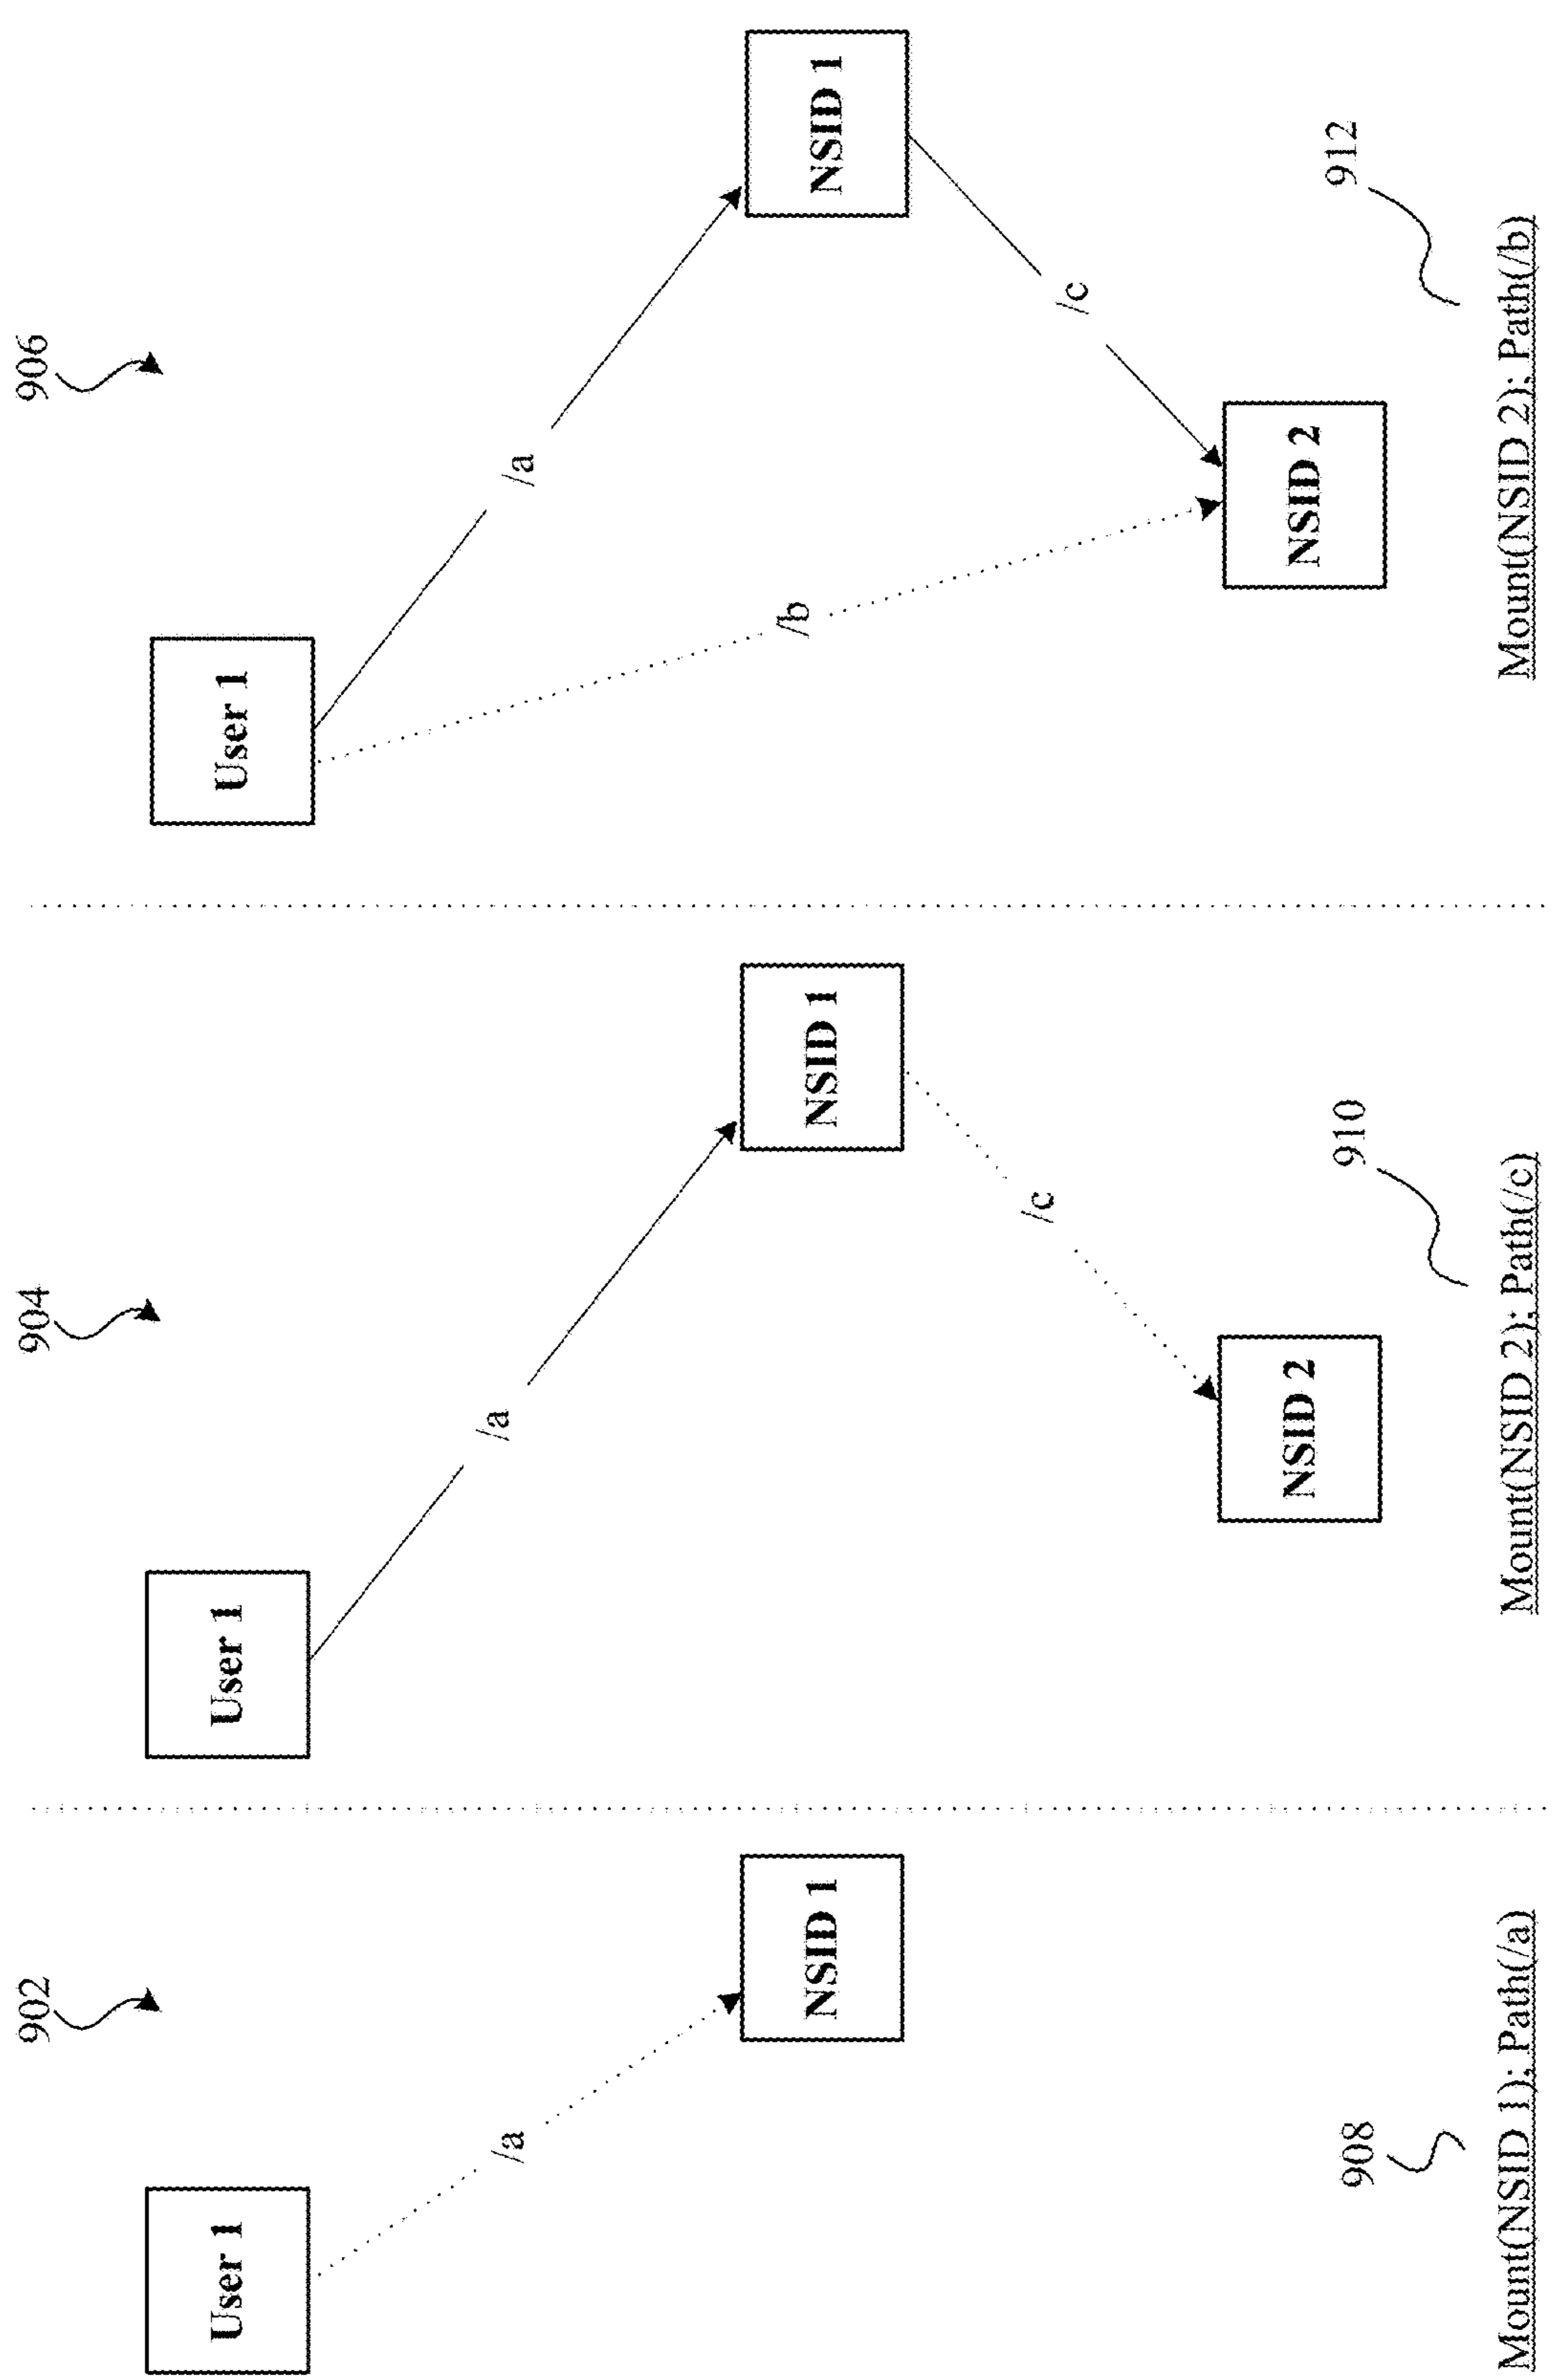 902
User 1
/a
NSID 1
908
Mount(NSID 1); Path(/a)
904
User 1
/a
NSID 1
/c
NSID 2
910
Mount(NSID 2); Path(/c)
906
User 1
/a
NSID 1
/b
/c
NSID 2
912
Mount(NSID 2); Path(/b)